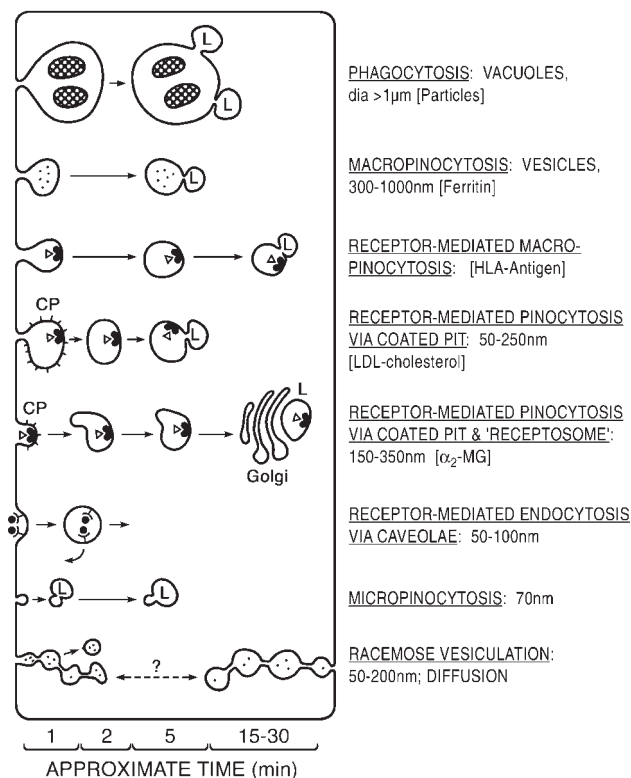 L
L
PHAGOCYTOSIS: VACUOLES,
dia >1μm [Particles]
L
MACROPINOCYTOSIS: VESICLES,
300-1000nm [Ferritin]
L
RECEPTOR-MEDIATED MACRO-
PINOCYTOSIS: [HLA-Antigen]
CP
L
RECEPTOR-MEDIATED PINOCYTOSIS
VIA COATED PIT: 50-250nm
[LDL-cholesterol]
CP
L
Golgi
RECEPTOR-MEDIATED PINOCYTOSIS
VIA COATED PIT & 'RECEPTOSOME':
150-350nm [α₂-MG]
RECEPTOR-MEDIATED ENDOCYTOSIS
VIA CAVEOLAE: 50-100nm
L
L
MICROPINOCYTOSIS: 70nm
?
RACEMOSE VESICULATION:
50-200nm; DIFFUSION
1 2 5 15-30
APPROXIMATE TIME (min)